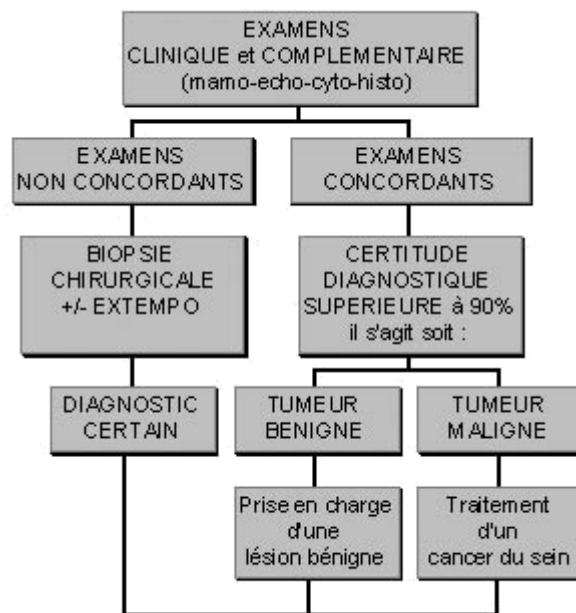 EXAMENS
CLINIQUE et COMPLEMENTAIRE
(mamo-echo-cyto-histo)
EXAMENS
NON CONCORDANTS
EXAMENS
CONCORDANTS
BIOPSIE
CHIRURGICALE
+/- EXTEMPO
CERTITUDE
DIAGNOSTIQUE
SUPERIEURE à 90%
il s'agit soit :
DIAGNOSTIC
CERTAIN
TUMEUR
BENIGNE
TUMEUR
MALIGNE
Prise en charge
d'une
lésion bénigne
Traitement
d'un
cancer du sein